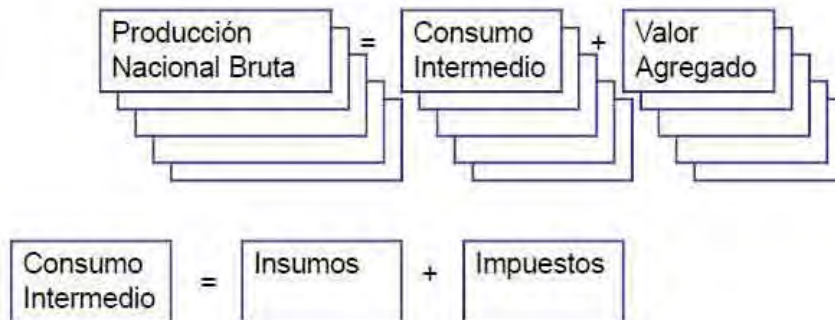 Producción = Consumo + Valor
Nacional Bruta Intermedio Agregado
Consumo = Insumos + Impuestos
Intermedio